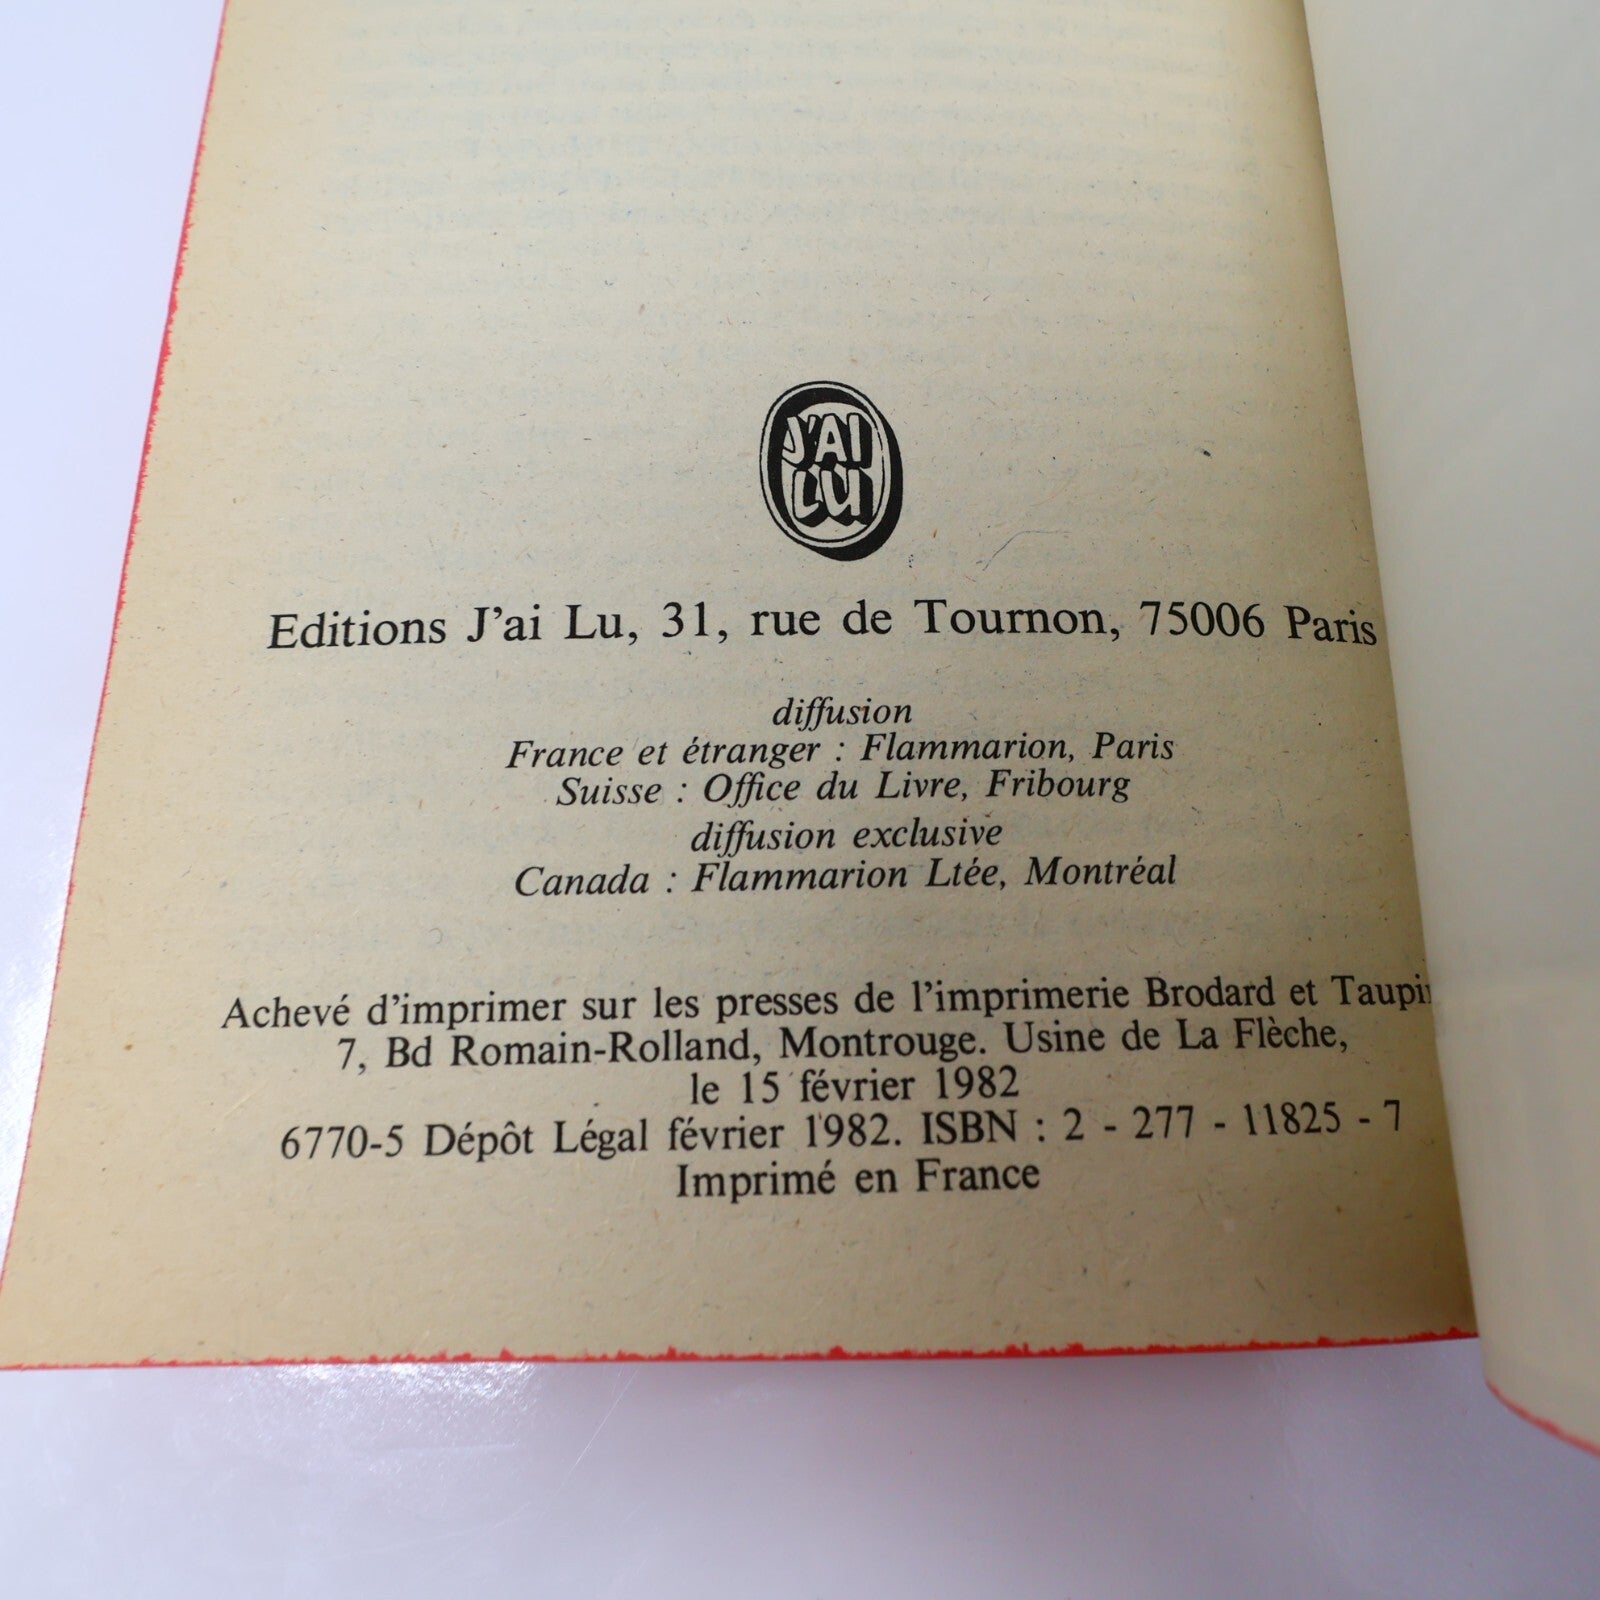 J'AI
LU
Editions J'ai Lu, 31, rue de Tournon, 75006 Paris
diffusion
France et étranger : Flammarion, Paris
Suisse : Office du Livre, Fribourg
diffusion exclusive
Canada : Flammarion Ltée, Montréal
Achevé d'imprimer sur les presses de l'imprimerie Brodard et Taupin
7, Bd Romain-Rolland, Montrouge. Usine de La Flèche,
le 15 février 1982
6770-5 Dépôt Légal février 1982. ISBN : 2 - 277 - 11825 - 7
Imprimé en France